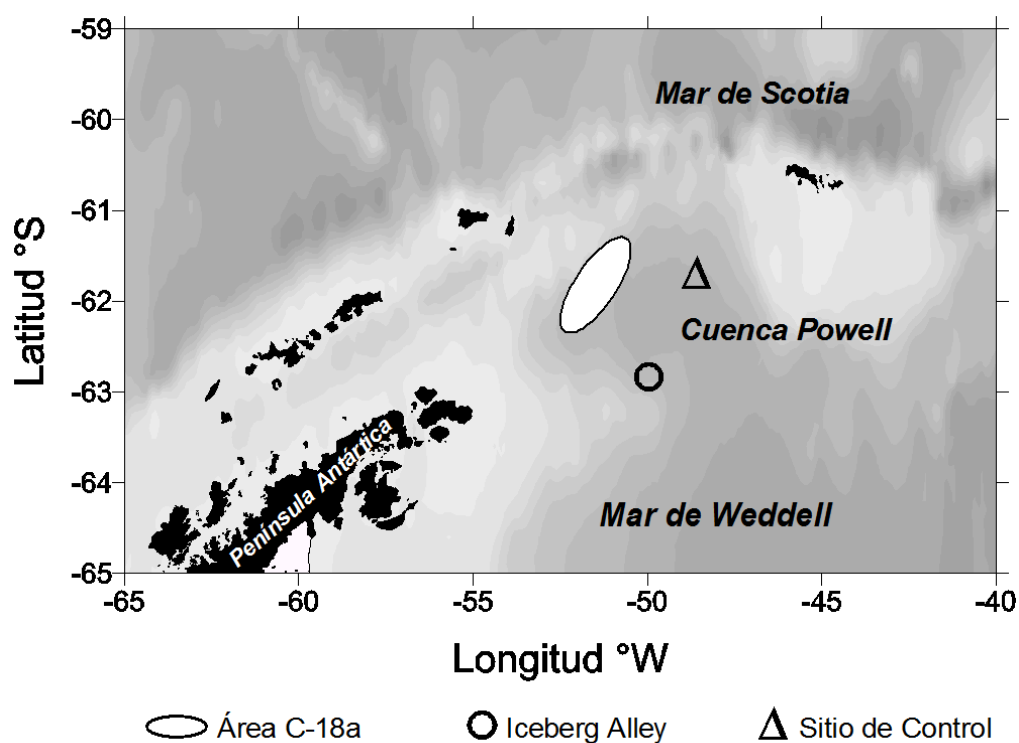 -59
Mar de Scotia
-60
-61
Latitud °S
-62
Cuenca Powell
-63
Península Antártica
-64
Mar de Weddell
-65
-65 -60 -55 -50 -45 -40
Longitud °W
Área C-18a Iceberg Alley Sitio de Control